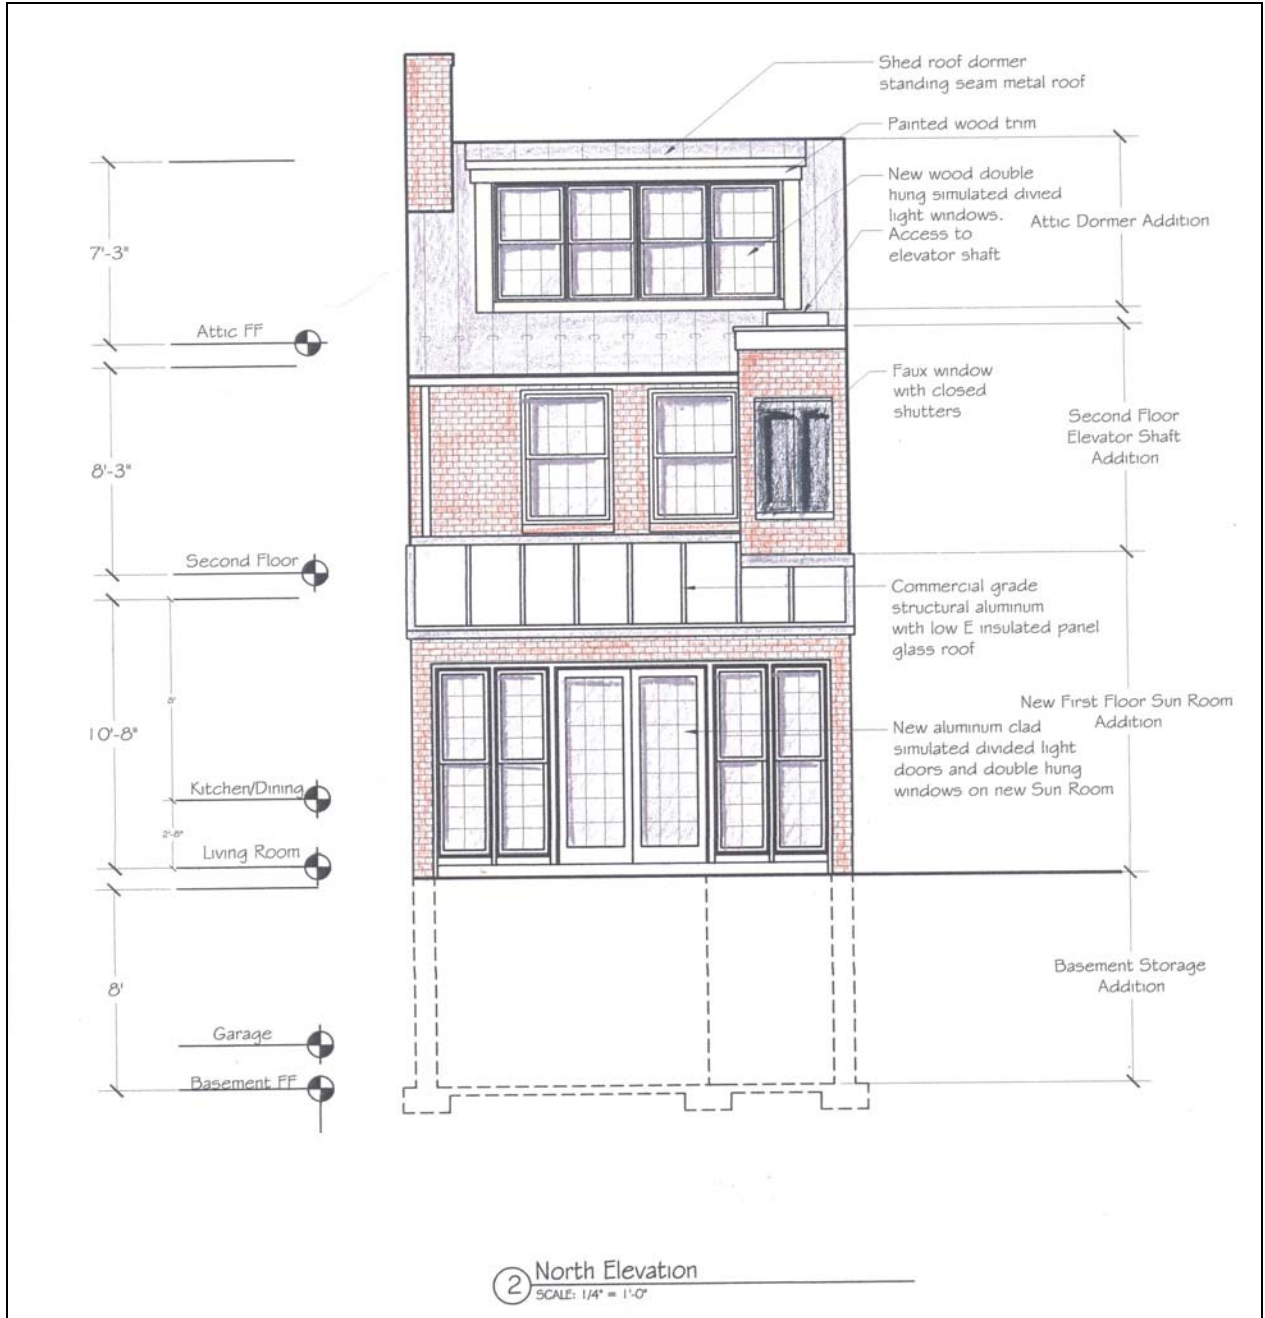 Shed roof dormer
standing seam metal roof
Painted wood trim
New wood double
hung simulated divied
light windows.
Access to
elevator shaft
Attic Dormer Addition
7'-3"
Attic FF
Faux window
with closed
shutters
Second Floor
Elevator Shaft
Addition
8'-3"
Second Floor
Commercial grade
structural aluminum
with low E insulated panel
glass roof
8'
New First Floor Sun Room
Addition
10'-8"
New aluminum clad
simulated divided light
doors and double hung
windows on new Sun Room
Kitchen/Dining
2'-8"
Living Room
Basement Storage
Addition
8'
Garage
Basement FF
2
North Elevation
SCALE: 1/4" = 1'-0"